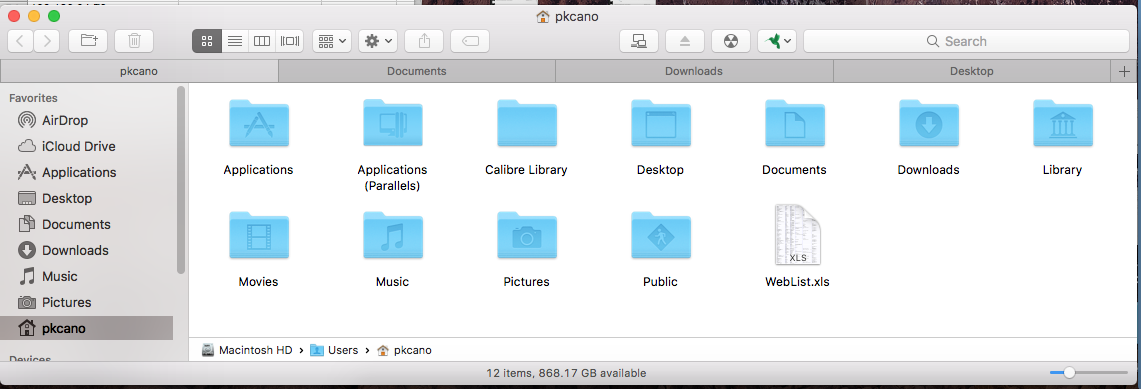 pkcano
Search
pkcano
Documents
Downloads
Desktop
Favorites
AirDrop
iCloud Drive
Applications
Desktop
Documents
Downloads
Music
Pictures
pkcano
Applications
Applications
(Parallels)
Calibre Library
Desktop
Documents
Downloads
Library
Movies
Music
Pictures
Public
XLS
WebList.xls
Macintosh HD › Users › pkcano
12 items, 868.17 GB available